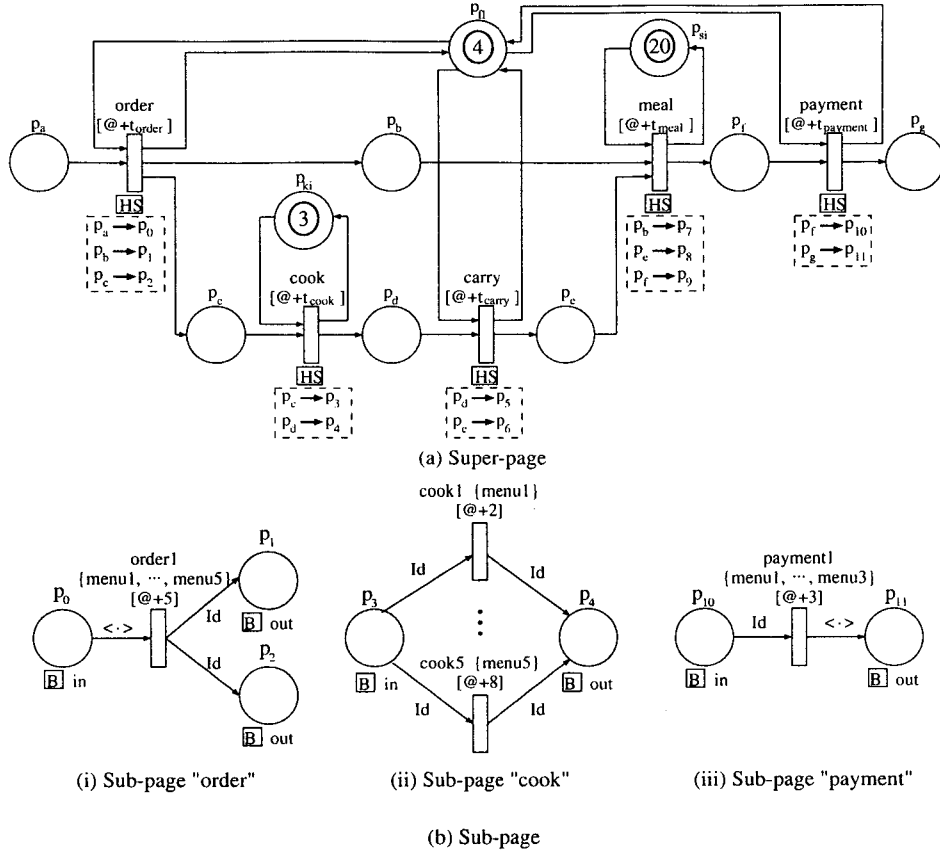 p_fl
4
20
p_si
order
[@+t_order]
meal
[@+t_meal]
payment
[@+t_payment]
p_a
p_b
p_f
p_g
HS
p_a → p_0
p_b → p_1
p_c → p_2
p_ki
3
HS
p_b → p_7
p_e → p_8
p_f → p_9
HS
p_f → p_10
p_g → p_11
cook
[@+t_cook]
carry
[@+t_carry]
p_c
p_d
p_e
HS
p_c → p_3
p_d → p_4
HS
p_d → p_5
p_e → p_6
(a) Super-page
cook1 {menu1}
[@+2]
p_1
order1
{menu1, ···, menu5}
[@+5]
payment1
{menu1, ···, menu3}
[@+3]
p_0
<·>
Id
Id
B out
p_2
B in
B out
Id
Id
p_3
p_4
cook5 {menu5}
[@+8]
B in
B out
Id
Id
p_10
Id
<·>
p_11
B in
B out
(i) Sub-page "order"
(ii) Sub-page "cook"
(iii) Sub-page "payment"
(b) Sub-page